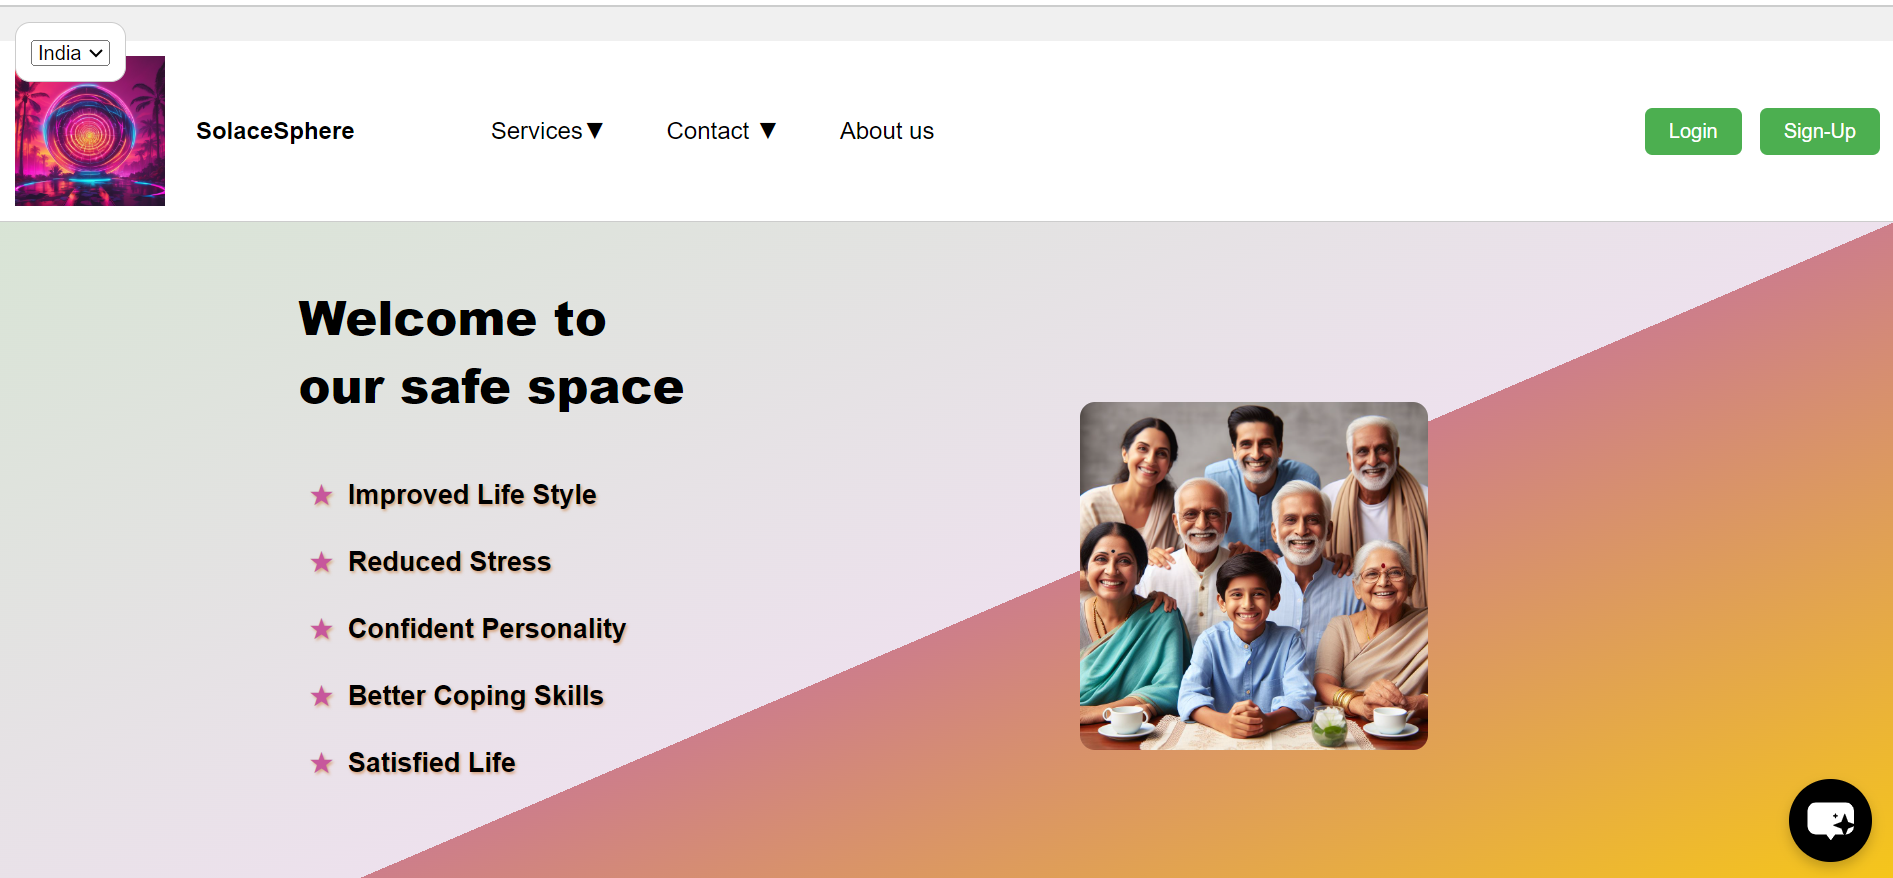 India
SolaceSphere
Services▼
Contact ▼
About us
Login
Sign-Up
Welcome to
our safe space
★ Improved Life Style
★ Reduced Stress
★ Confident Personality
★ Better Coping Skills
★ Satisfied Life